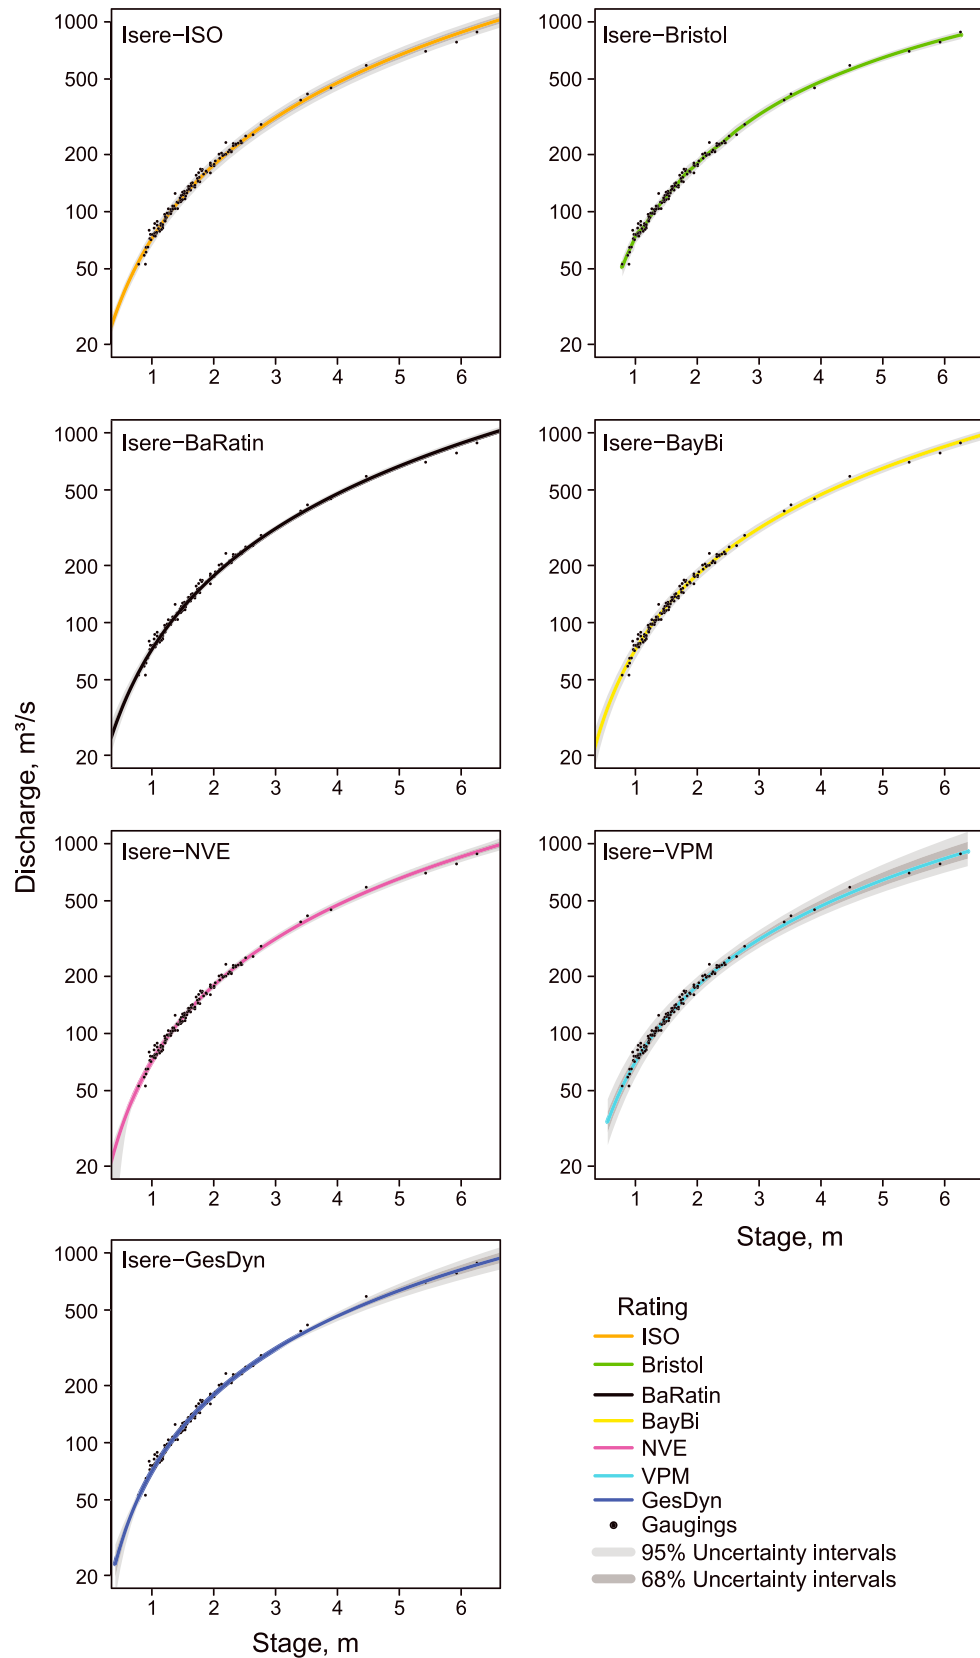 Isere−ISO
1000
500
200
100
50
20
1 2 3 4 5 6
Isere−Bristol
1000
500
200
100
50
20
1 2 3 4 5 6
Isere−BaRatin
1000
500
200
100
50
20
1 2 3 4 5 6
Isere−BayBi
1000
500
200
100
50
20
1 2 3 4 5 6
Discharge, m³/s
Isere−NVE
1000
500
200
100
50
20
1 2 3 4 5 6
Isere−VPM
1000
500
200
100
50
20
1 2 3 4 5 6
Stage, m
Isere−GesDyn
1000
500
200
100
50
20
1 2 3 4 5 6
Stage, m
Rating
ISO
Bristol
BaRatin
BayBi
NVE
VPM
GesDyn
Gaugings
95% Uncertainty intervals
68% Uncertainty intervals